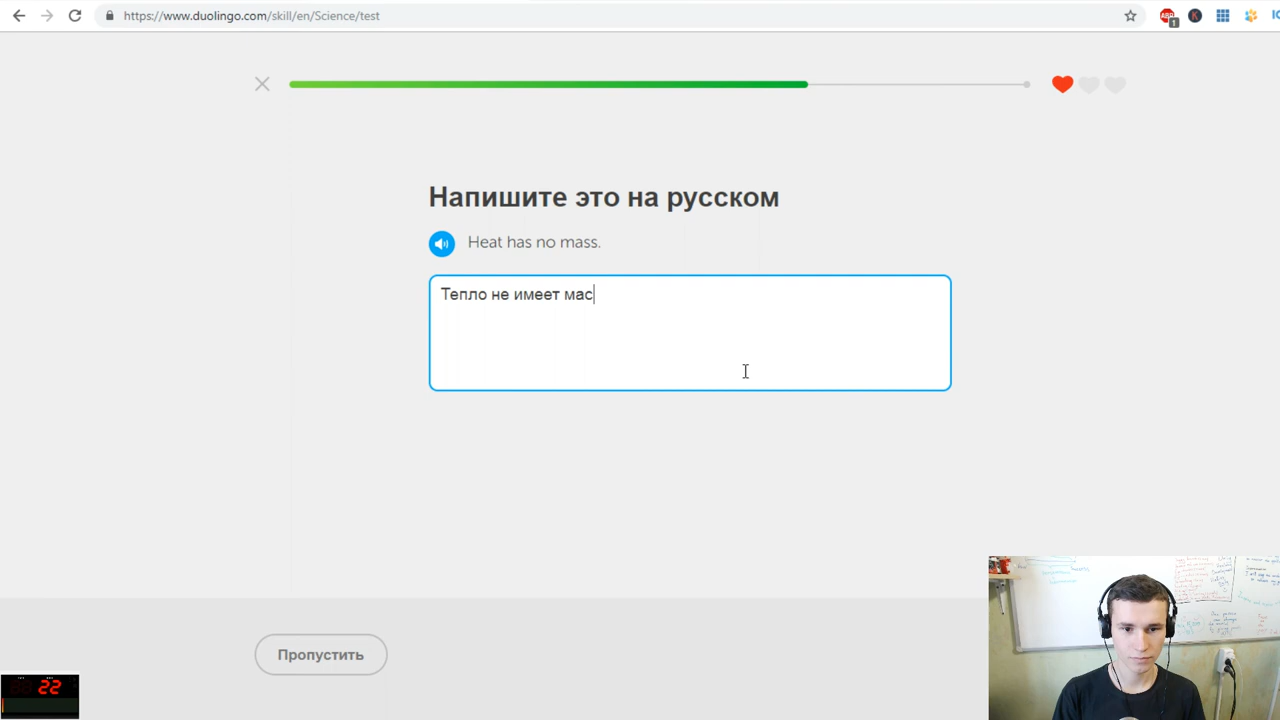 https://www.duolingo.com/skill/en/Science/test
Напишите это на русском
Heat has no mass.
Тепло не имеет мас
Пропустить
22